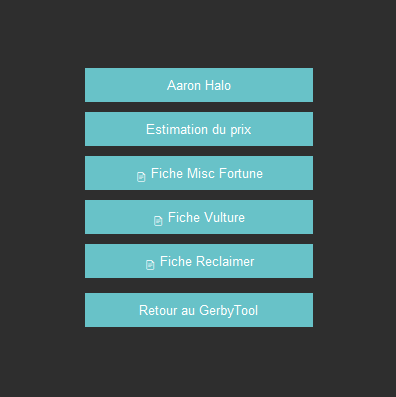 Aaron Halo
Estimation du prix
Fiche Misc Fortune
Fiche Vulture
Fiche Reclaimer
Retour au GerbyTool